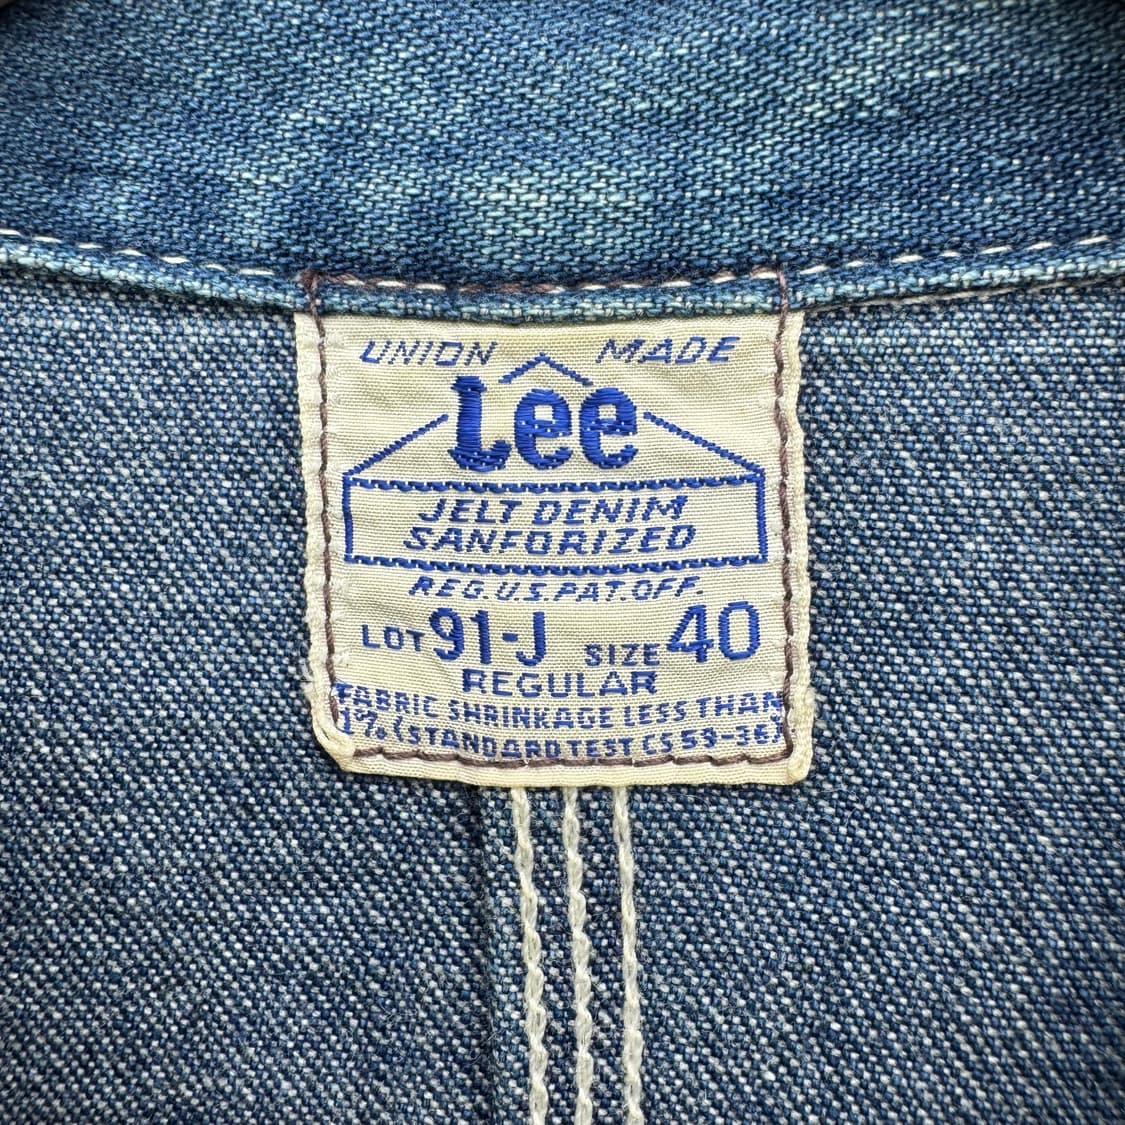 UNION MADE
Lee
JELT DENIM
SANFORIZED
REG. U.S. PAT. OFF.
LOT 91-J SIZE 40
REGULAR
FABRIC SHRINKAGE LESS THAN
1% (STANDARD TEST CS 59-36)